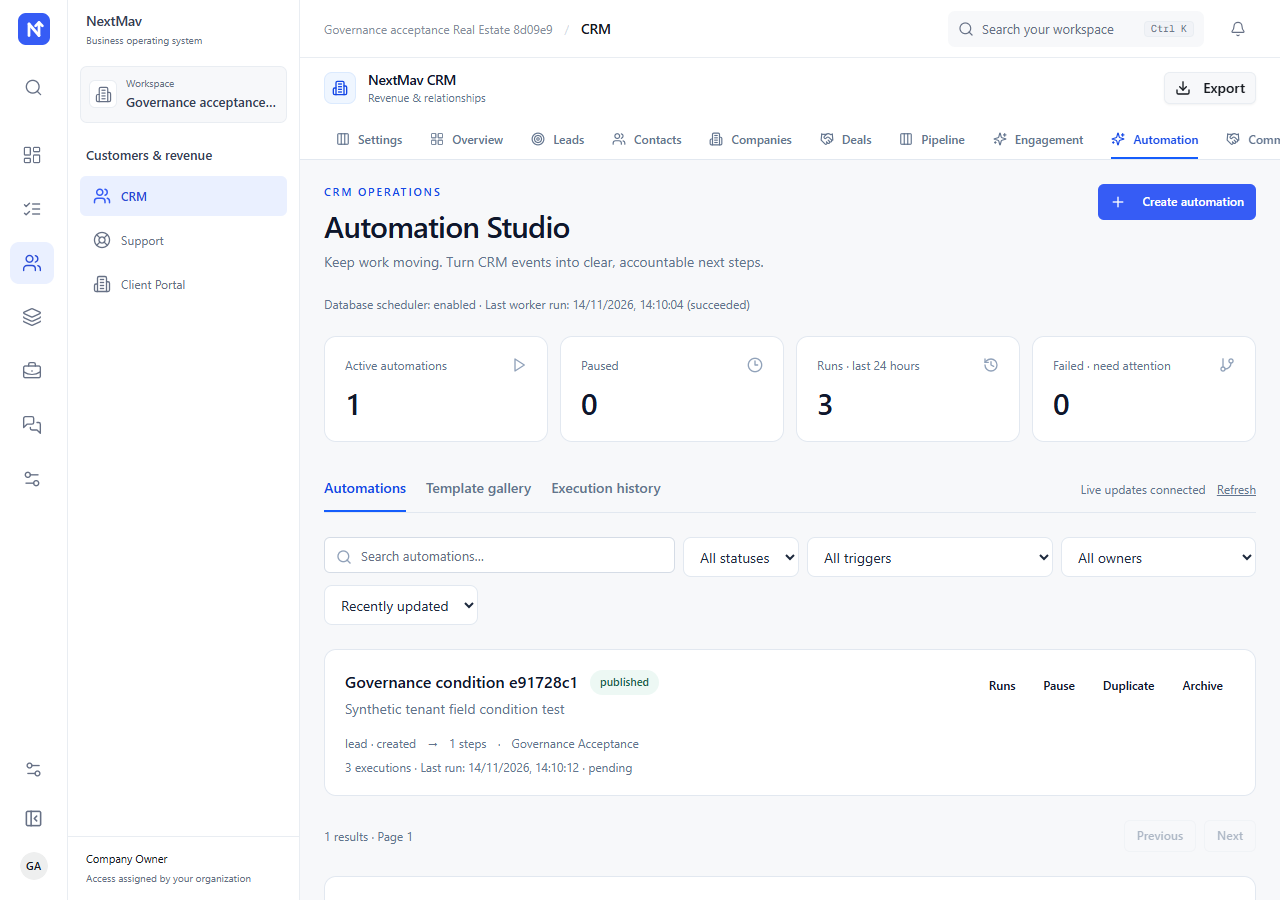 NextMav
Business operating system
Workspace
Governance acceptance...
Customers & revenue
CRM
Support
Client Portal
GA
Company Owner
Access assigned by your organization
Governance acceptance Real Estate 8d09e9 / CRM
Search your workspace Ctrl K
NextMav CRM
Revenue & relationships
Export
Settings Overview Leads Contacts Companies Deals Pipeline Engagement Automation Comm
CRM OPERATIONS
Automation Studio
Keep work moving. Turn CRM events into clear, accountable next steps.
Create automation
Database scheduler: enabled · Last worker run: 14/11/2026, 14:10:04 (succeeded)
Active automations
1
Paused
0
Runs · last 24 hours
3
Failed · need attention
0
Automations Template gallery Execution history
Live updates connected Refresh
Search automations...
All statuses
All triggers
All owners
Recently updated
Governance condition e91728c1 published
Synthetic tenant field condition test
lead · created → 1 steps · Governance Acceptance
3 executions · Last run: 14/11/2026, 14:10:12 · pending
Runs Pause Duplicate Archive
1 results · Page 1
Previous Next